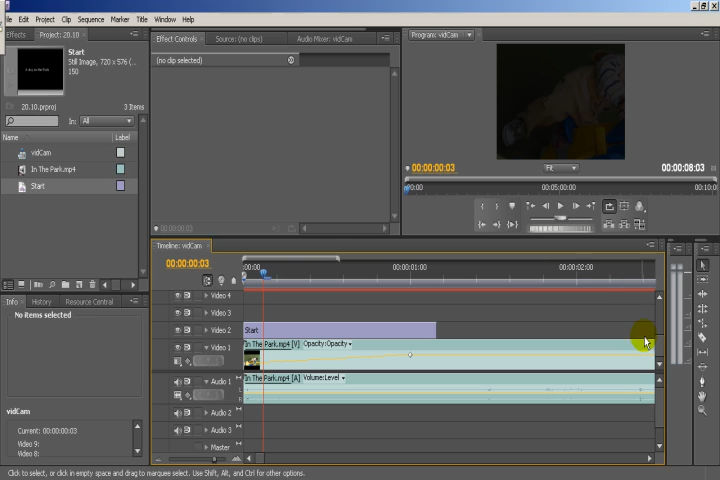 ile Edit Project Clip Sequence Marker Title Window Help
Effects Project: 20.10
Start
Still Image, 720 x 576 (...
150
20.10.prproj 3 Items
In: All
Name Label
vidCam
In The Park.mp4
Start
Info History Resource Central
No items selected
vidCam
Current: 00:00:00:03
Video 9:
Video 8:
Effect Controls Source: (no clips) Audio Mixer: vidCam
(no clip selected)
00:00:00:03
Program: vidCam
00:00:00:03 Fit 00:00:08:03
00:00 00:05:00:00 00:10:0
Timeline: vidCam
00:00:00:03
:00:00 00:00:01:00 00:00:02:00
Video 4
Video 3
Video 2 Start
Video 1 In The Park.mp4 [V] Opacity:Opacity
Audio 1 In The Park.mp4 [A] Volume:Level
L
R
Audio 2
Audio 3
Master
Click to select, or click in empty space and drag to marquee select. Use Shift, Alt, and Ctrl for other options.